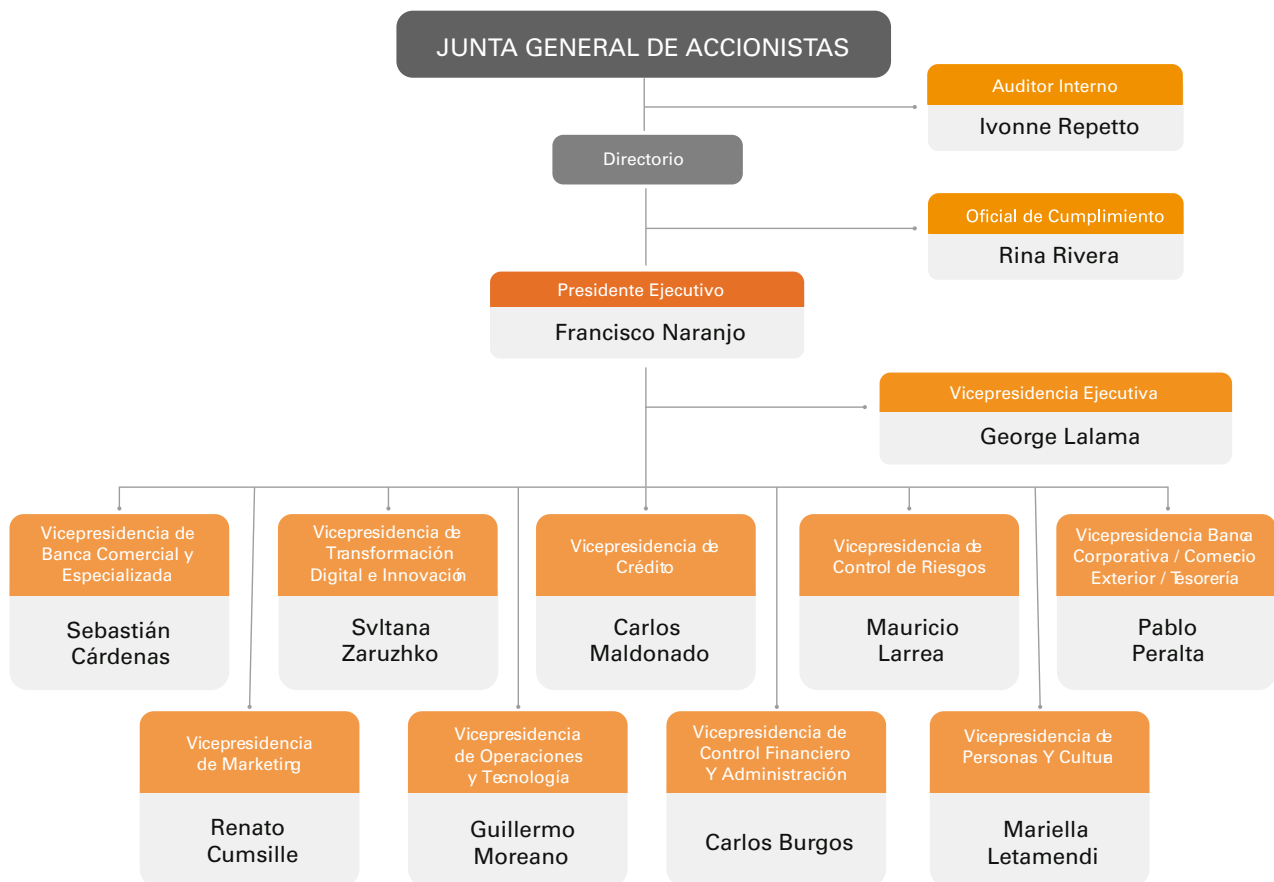 JUNTA GENERAL DE ACCIONISTAS
Auditor Interno
Ivonne Repetto
Directorio
Oficial de Cumplimiento
Rina Rivera
Presidente Ejecutivo
Francisco Naranjo
Vicepresidencia Ejecutiva
George Lalama
Vicepresidencia de
Banca Comercial y
Especializada
Sebastián
Cárdenas
Vicepresidencia de
Transformación
Digital e Innovación
Svltana
Zaruzhko
Vicepresidencia de
Crédito
Carlos
Maldonado
Vicepresidencia de
Control de Riesgos
Mauricio
Larrea
Vicepresidencia Banca
Corporativa / Comercio
Exterior / Tesorería
Pablo
Peralta
Vicepresidencia
de Marketing
Renato
Cumsille
Vicepresidencia
de Operaciones
y Tecnología
Guillermo
Moreano
Vicepresidencia de
Control Financiero
Y Administración
Carlos Burgos
Vicepresidencia de
Personas Y Cultura
Mariella
Letamendi